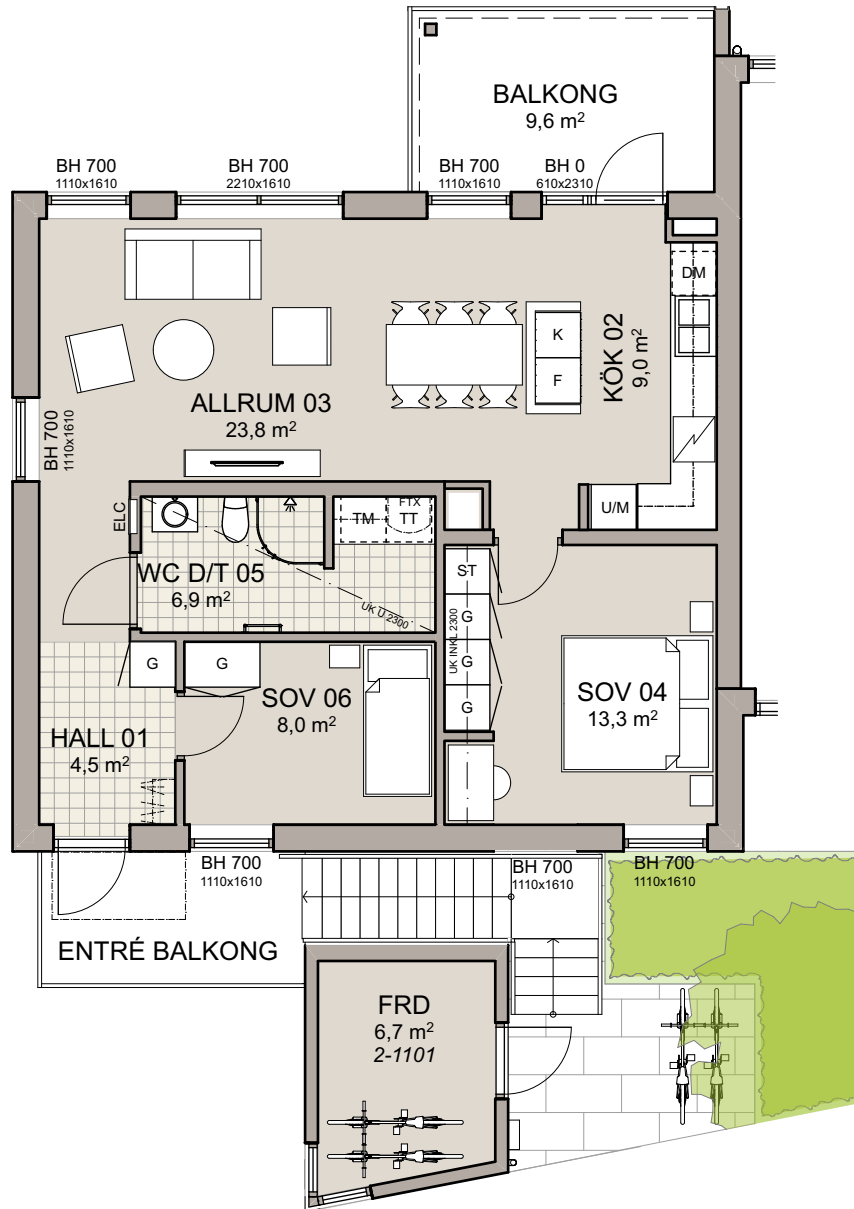 BALKONG
9,6 m²
BH 700
1110x1610
BH 700
2210x1610
BH 700
1110x1610
BH 0
610x2310
DM
K
F
KÖK 02
9,0 m²
ALLRUM 03
23,8 m²
BH 700
1110x1610
ELC
TM
FTX
TT
U/M
WC D/T 05
6,9 m²
UK U 2300
ST
G
G
G
UK INKL 2300
G
G
SOV 06
8,0 m²
SOV 04
13,3 m²
HALL 01
4,5 m²
BH 700
1110x1610
BH 700
1110x1610
BH 700
1110x1610
ENTRÉ BALKONG
FRD
6,7 m²
2-1101